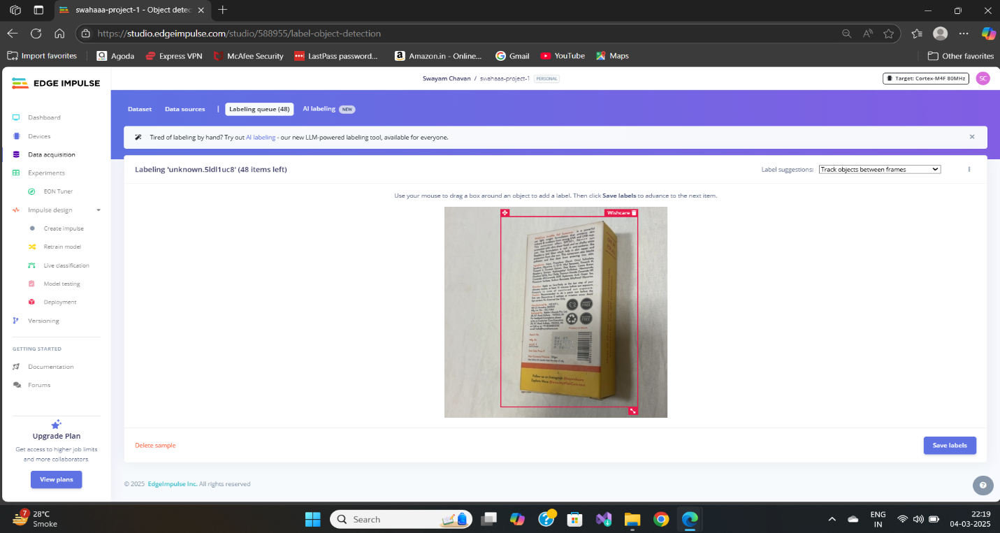 swahaaa-project-1 - Object detec
https://studio.edgeimpulse.com/studio/588955/label-object-detection
Import favorites
Agoda
Express VPN
McAfee Security
LastPass password...
Amazon.in - Online...
Gmail
YouTube
Maps
Other favorites
EDGE IMPULSE
Swayam Chavan / swahaaa-project-1 PERSONAL
Target: Cortex-M4F 80MHz
SC
Dataset
Data sources
Labeling queue (48)
AI labeling NEW
Tired of labeling by hand? Try out AI labeling - our new LLM-powered labeling tool, available for everyone.
Dashboard
Devices
Data acquisition
Experiments
EON Tuner
Impulse design
Create impulse
Retrain model
Live classification
Model testing
Deployment
Versioning
GETTING STARTED
Documentation
Forums
Upgrade Plan
Get access to higher job limits
and more collaborators.
View plans
Labeling 'unknown.5ldl1uc8' (48 items left)
Label suggestions: Track objects between frames
Use your mouse to drag a box around an object to add a label. Then click Save labels to advance to the next item.
Wishcare
Follow us on Instagram
Explore More
Delete sample
Save labels
© 2025 EdgeImpulse Inc. All rights reserved
7
28°C
Smoke
Search
ENG
IN
22:19
04-03-2025